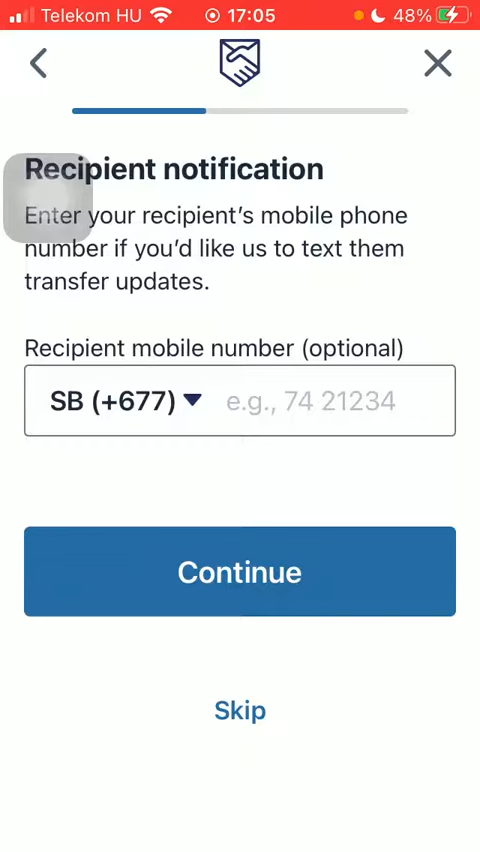 Telekom HU 17:05 48%
Recipient notification
Enter your recipient's mobile phone
number if you'd like us to text them
transfer updates.
Recipient mobile number (optional)
SB (+677) e.g., 74 21234
Continue
Skip